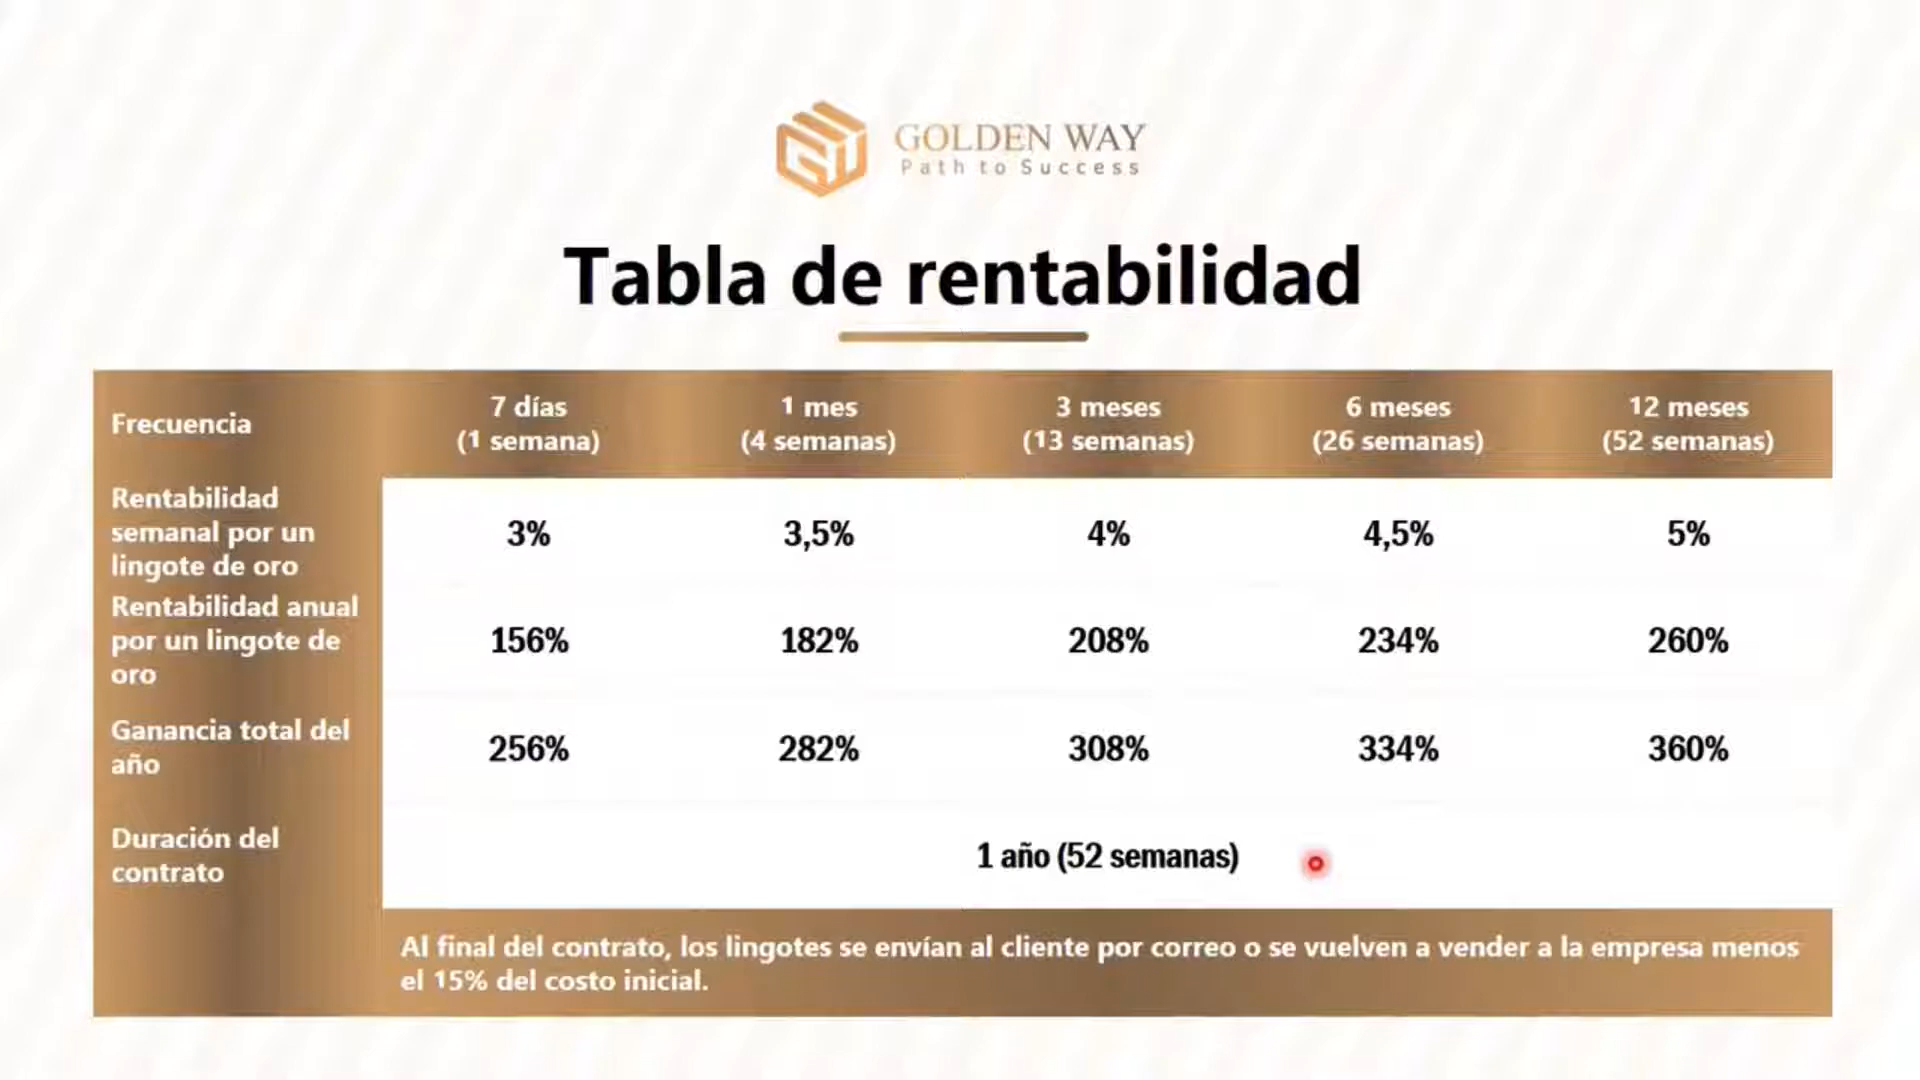 GOLDEN WAY
Path to Success
Tabla de rentabilidad
Frecuencia
7 días
(1 semana)
1 mes
(4 semanas)
3 meses
(13 semanas)
6 meses
(26 semanas)
12 meses
(52 semanas)
Rentabilidad
semanal por un
lingote de oro
3%
3,5%
4%
4,5%
5%
Rentabilidad anual
por un lingote de
oro
156%
182%
208%
234%
260%
Ganancia total del
año
256%
282%
308%
334%
360%
Duración del
contrato
1 año (52 semanas)
Al final del contrato, los lingotes se envían al cliente por correo o se vuelven a vender a la empresa menos
el 15% del costo inicial.